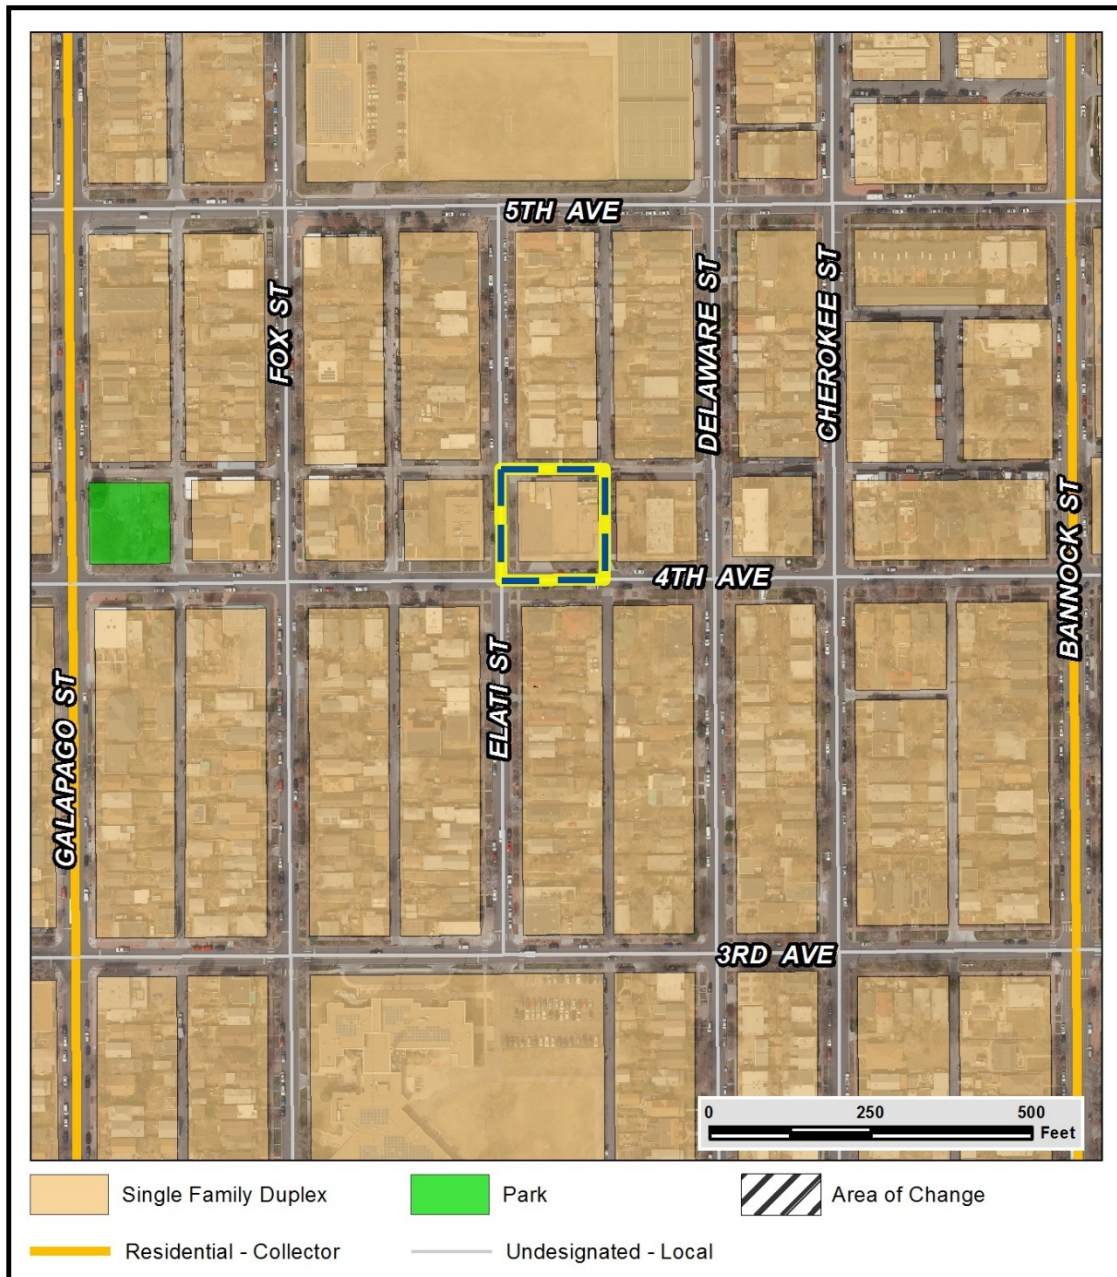 5TH AVE
FOX ST
DELAWARE ST
CHEROKEE ST
4TH AVE
BANNOCK ST
ELATI ST
GALAPAGO ST
3RD AVE
0 250 500
Feet
Single Family Duplex
Park
Area of Change
Residential - Collector
Undesignated - Local